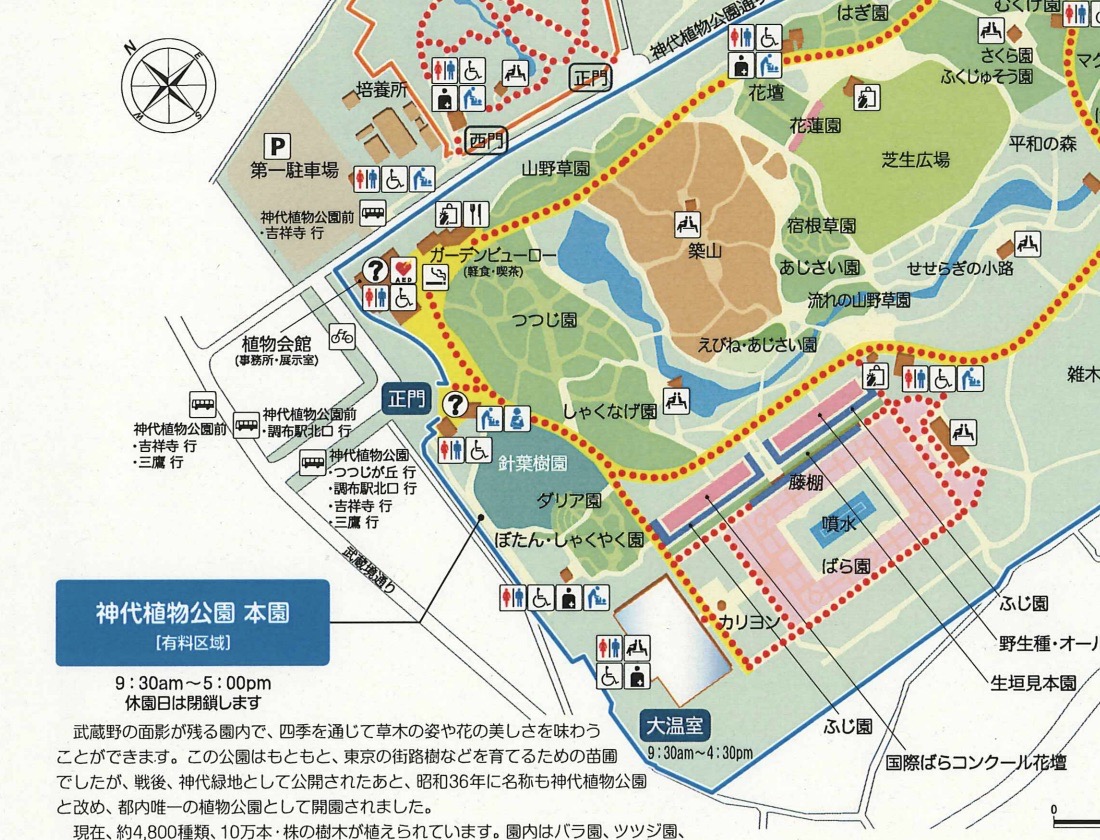 神代植物公園通り
はぎ園
むくげ園
さくら園
ふくじゅそう園
正門
培養所
西門
花壇
花蓮園
芝生広場
平和の森
P
第一駐車場
山野草園
神代植物公園前
・吉祥寺 行
ガーデンビューロー
(軽食・喫茶)
築山
宿根草園
あじさい園
せせらぎの小路
流れの山野草園
?
AED
つつじ園
えびね・あじさい園
植物会館
(事務所・展示室)
正門
?
しゃくなげ園
雑木
神代植物公園前
・吉祥寺 行
・三鷹 行
神代植物公園前
・調布駅北口 行
神代植物公園
・つつじが丘 行
・調布駅北口 行
・吉祥寺 行
・三鷹 行
針葉樹園
ダリア園
ぼたん・しゃくやく園
藤棚
噴水
ばら園
武蔵境通り
カリヨン
ふじ園
野生種・オール
生垣見本園
ふじ園
国際ばらコンクール花壇
大温室
9:30am〜4:30pm
神代植物公園 本園
[有料区域]
9:30am〜5:00pm
休園日は閉鎖します
武蔵野の面影が残る園内で、四季を通じて草木の姿や花の美しさを味わう
ことができます。この公園はもともと、東京の街路樹などを育てるための苗圃
でしたが、戦後、神代緑地として公開されたあと、昭和36年に名称も神代植物公園
と改め、都内唯一の植物公園として開園されました。
現在、約4,800種類、10万本・株の樹木が植えられています。園内はバラ園、ツツジ園、
N
E
S
W
マグ
0